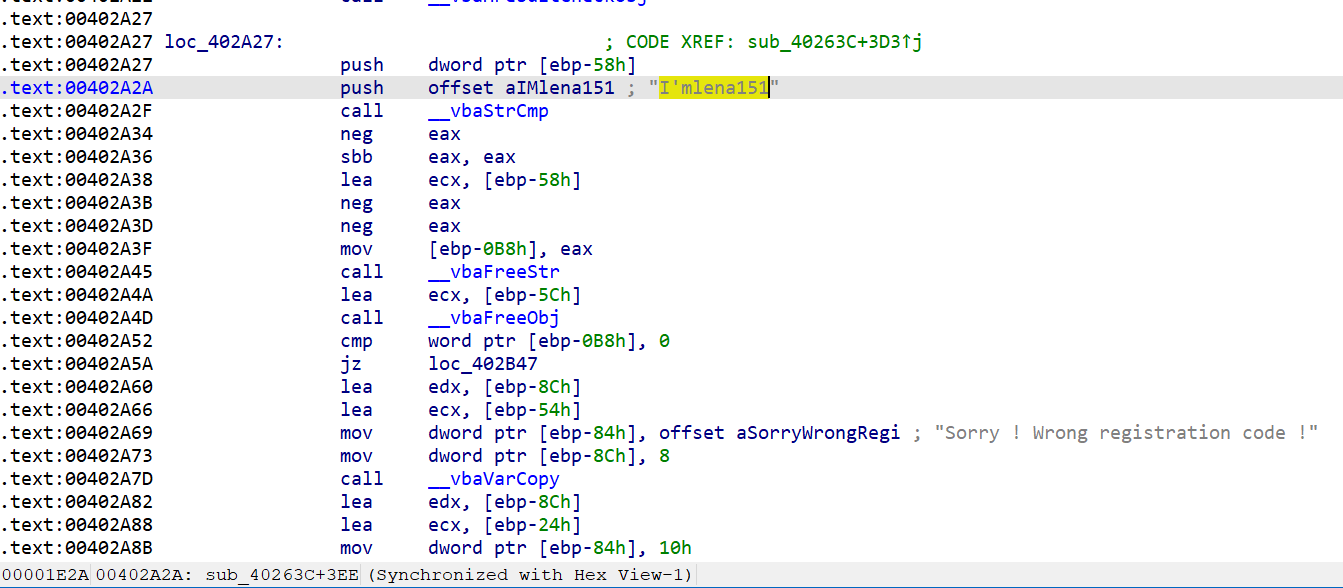 .text:00402A27
.text:00402A27 loc_402A27: ; CODE XREF: sub_40263C+3D3↑j
.text:00402A27 push dword ptr [ebp-58h]
.text:00402A2A push offset aIMlena151 ; "I'mlena151"
.text:00402A2F call __vbaStrCmp
.text:00402A34 neg eax
.text:00402A36 sbb eax, eax
.text:00402A38 lea ecx, [ebp-58h]
.text:00402A3B neg eax
.text:00402A3D neg eax
.text:00402A3F mov [ebp-0B8h], eax
.text:00402A45 call __vbaFreeStr
.text:00402A4A lea ecx, [ebp-5Ch]
.text:00402A4D call __vbaFreeObj
.text:00402A52 cmp word ptr [ebp-0B8h], 0
.text:00402A5A jz loc_402B47
.text:00402A60 lea edx, [ebp-8Ch]
.text:00402A66 lea ecx, [ebp-54h]
.text:00402A69 mov dword ptr [ebp-84h], offset aSorryWrongRegi ; "Sorry ! Wrong registration code !"
.text:00402A73 mov dword ptr [ebp-8Ch], 8
.text:00402A7D call __vbaVarCopy
.text:00402A82 lea edx, [ebp-8Ch]
.text:00402A88 lea ecx, [ebp-24h]
.text:00402A8B mov dword ptr [ebp-84h], 10h
00001E2A 00402A2A: sub_40263C+3EE (Synchronized with Hex View-1)